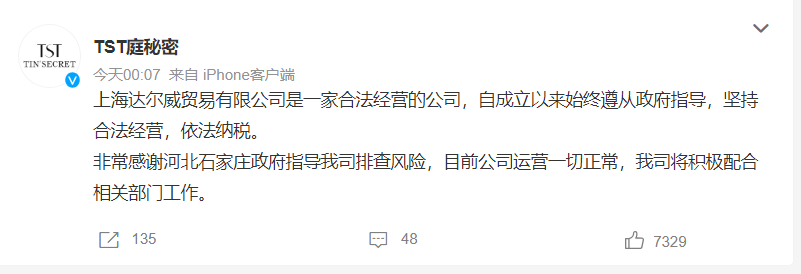 TST
TIN'SECRET
TST庭秘密
今天00:07 来自 iPhone客户端
上海达尔威贸易有限公司是一家合法经营的公司，自成立以来始终遵从政府指导，坚持
合法经营，依法纳税。
非常感谢河北石家庄政府指导我司排查风险，目前公司运营一切正常，我司将积极配合
相关部门工作。
135 48 7329